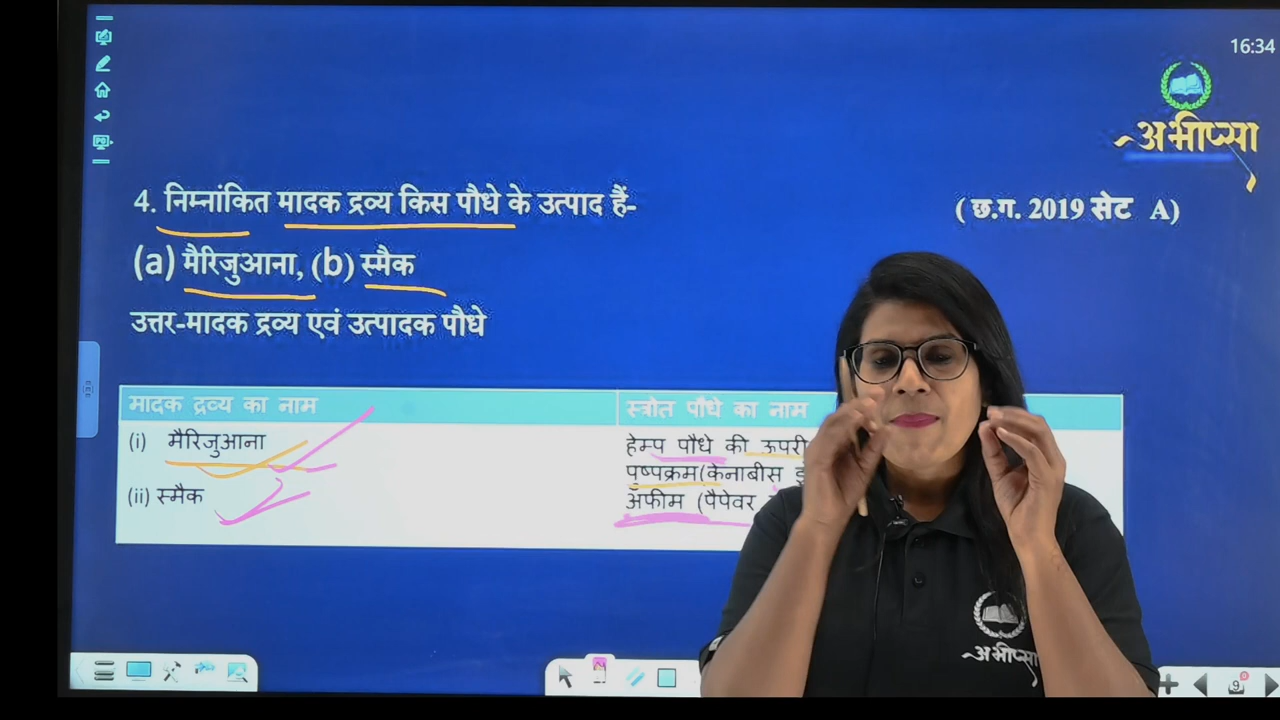 16:34
अभीप्सा
4. निम्नांकित मादक द्रव्य किस पौधे के उत्पाद हैं-
( छ.ग. 2019 सेट A)
(a) मैरिजुआना, (b) स्मैक
उत्तर-मादक द्रव्य एवं उत्पादक पौधे
मादक द्रव्य का नाम
स्त्रोत पौधे का नाम
(i) मैरिजुआना
हेम्प पौधे की ऊपरी
पुष्पक्रम(केनाबीस
(ii) स्मैक
अफीम (पैपेवर
अभीप्सा
9